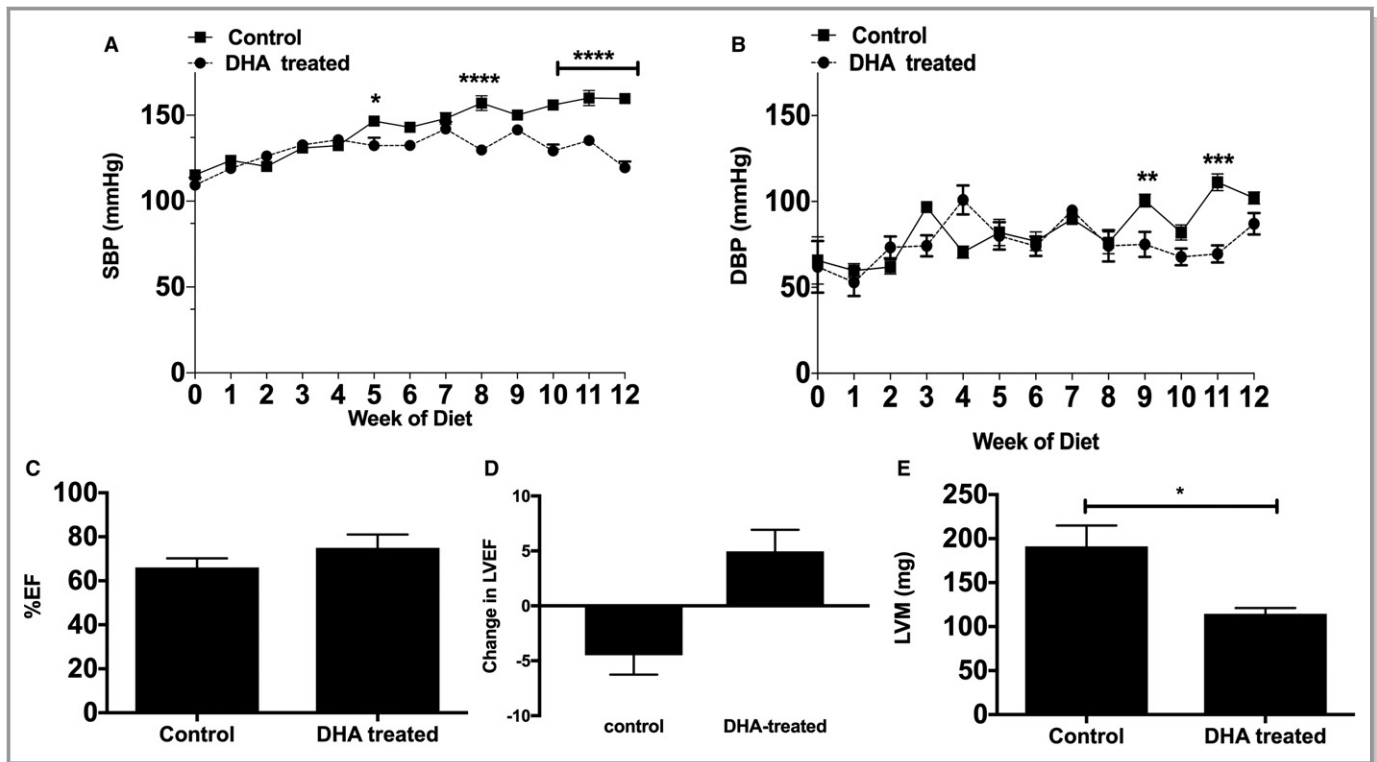 A
Control
DHA treated
*
****
****
SBP (mmHg)
150
100
50
0
0 1 2 3 4 5 6 7 8 9 10 11 12
Week of Diet
B
Control
DHA treated
**
***
DBP (mmHg)
150
100
50
0
0 1 2 3 4 5 6 7 8 9 10 11 12
Week of Diet
C
%EF
100
80
60
40
20
0
Control DHA treated
D
Change in LVEF
10
5
0
-5
-10
control DHA-treated
E
*
LVM (mg)
250
200
150
100
50
0
Control DHA treated